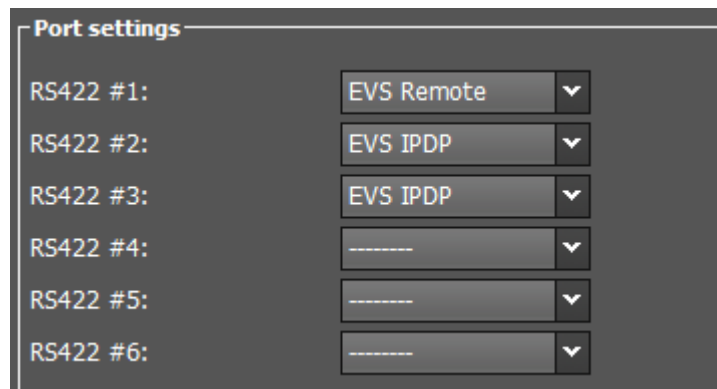 Port settings
RS422 #1: EVS Remote
RS422 #2: EVS IPDP
RS422 #3: EVS IPDP
RS422 #4: --------
RS422 #5: --------
RS422 #6: --------